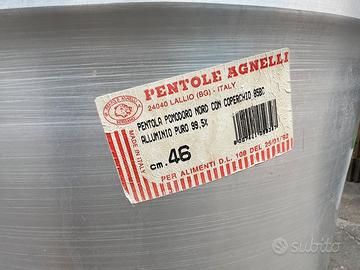 PENTOLE AGNELLI
24040 LALLIO (BG) - ITALY
PENTOLA POMODORO NORD CON COPERCHIO 85BC
ALLUMINIO PURO 99,5%
cm. 46
MADE IN ITALY
PER ALIMENTI D.L. 108 DEL 25/01/92
subito